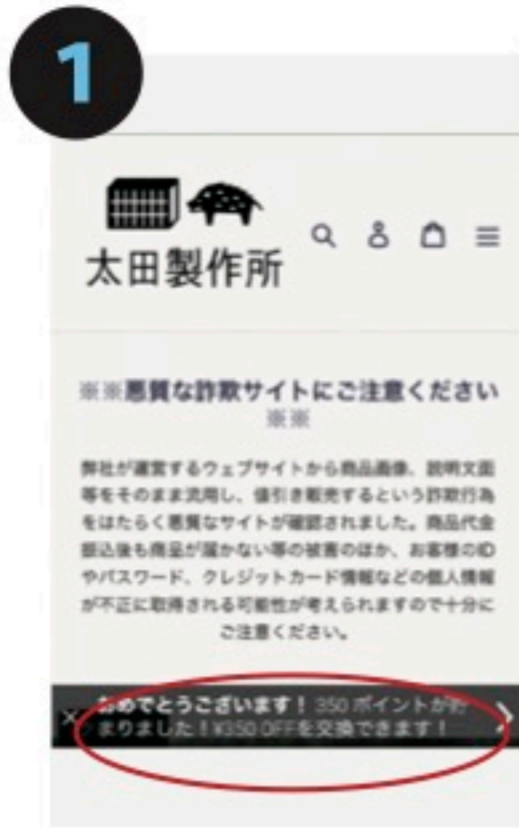 1
太田製作所
※※悪質な詐欺サイトにご注意ください
※※
弊社が運営するウェブサイトから商品画像、説明文面
等をそのまま流用し、値引き販売するという詐欺行為
をはたらく悪質なサイトが確認されました。商品代金
振込後も商品が届かない等の被害のほか、お客様のID
やパスワード、クレジットカード情報などの個人情報
が不正に取得される可能性が考えられますので十分に
ご注意ください。
おめでとうございます！350 ポイントが貯
まりました！¥350 OFFを交換できます！